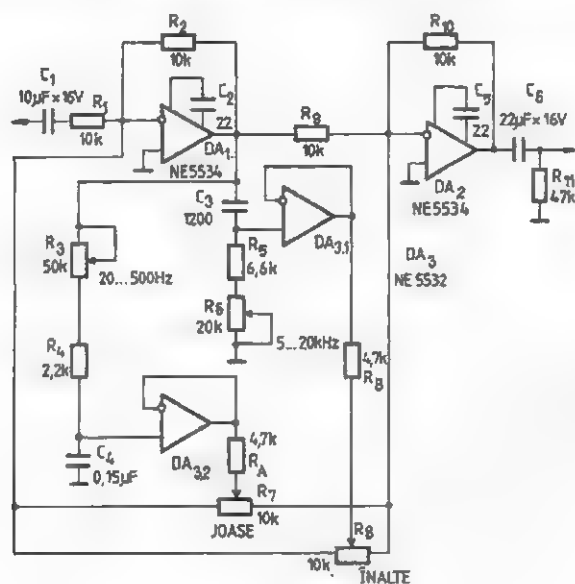 R2
10k
R10
10k
C1
10µF×16V
R1
10k
C2
22
DA1
NE5534
R9
10k
C5
22
DA2
NE5534
C6
22µF×16V
R11
47k
C3
1200
DA3.1
DA3
NE5532
R3
50k
20...500Hz
R5
6,6k
R6
20k
5...20kHz
R4
2,2k
4,7k
RB
C4
0,15µF
DA3.2
4,7k
RA
R7
10k
JOASE
R8
10k
ÎNALTE